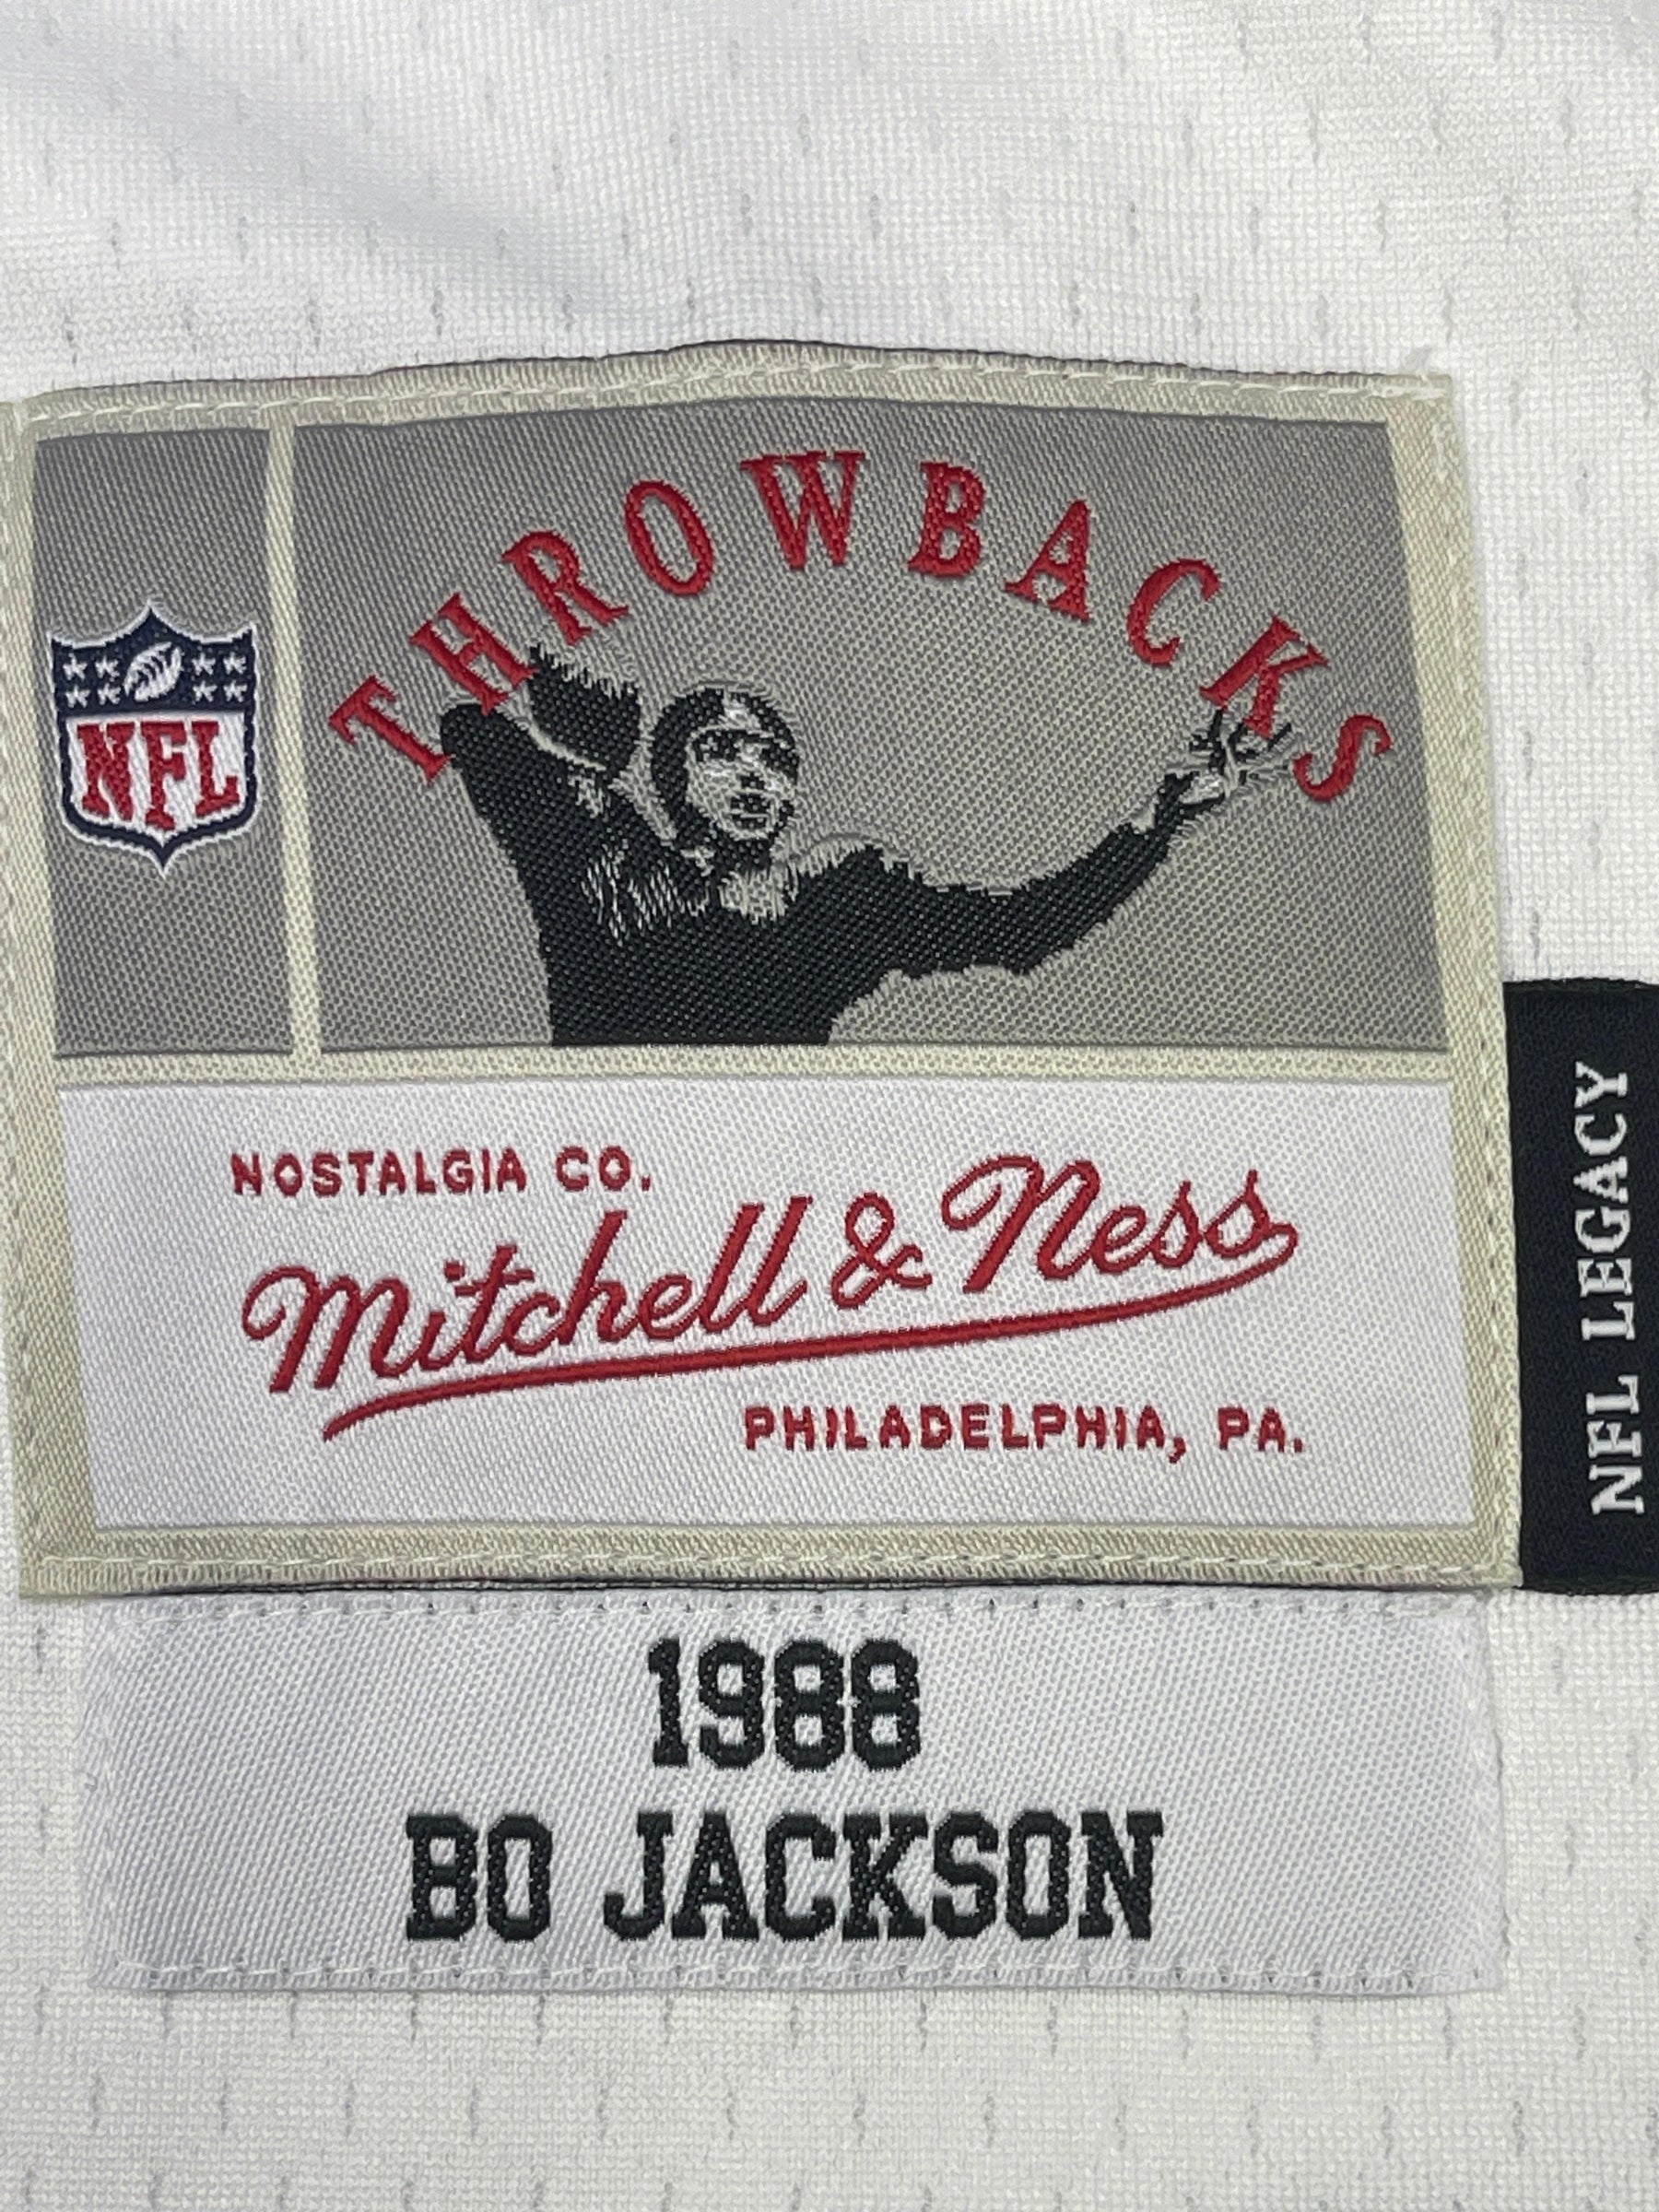 THROWBACKS
NFL
NOSTALGIA CO.
Mitchell & Ness
PHILADELPHIA, PA.
NFL LEGACY
1988
BO JACKSON